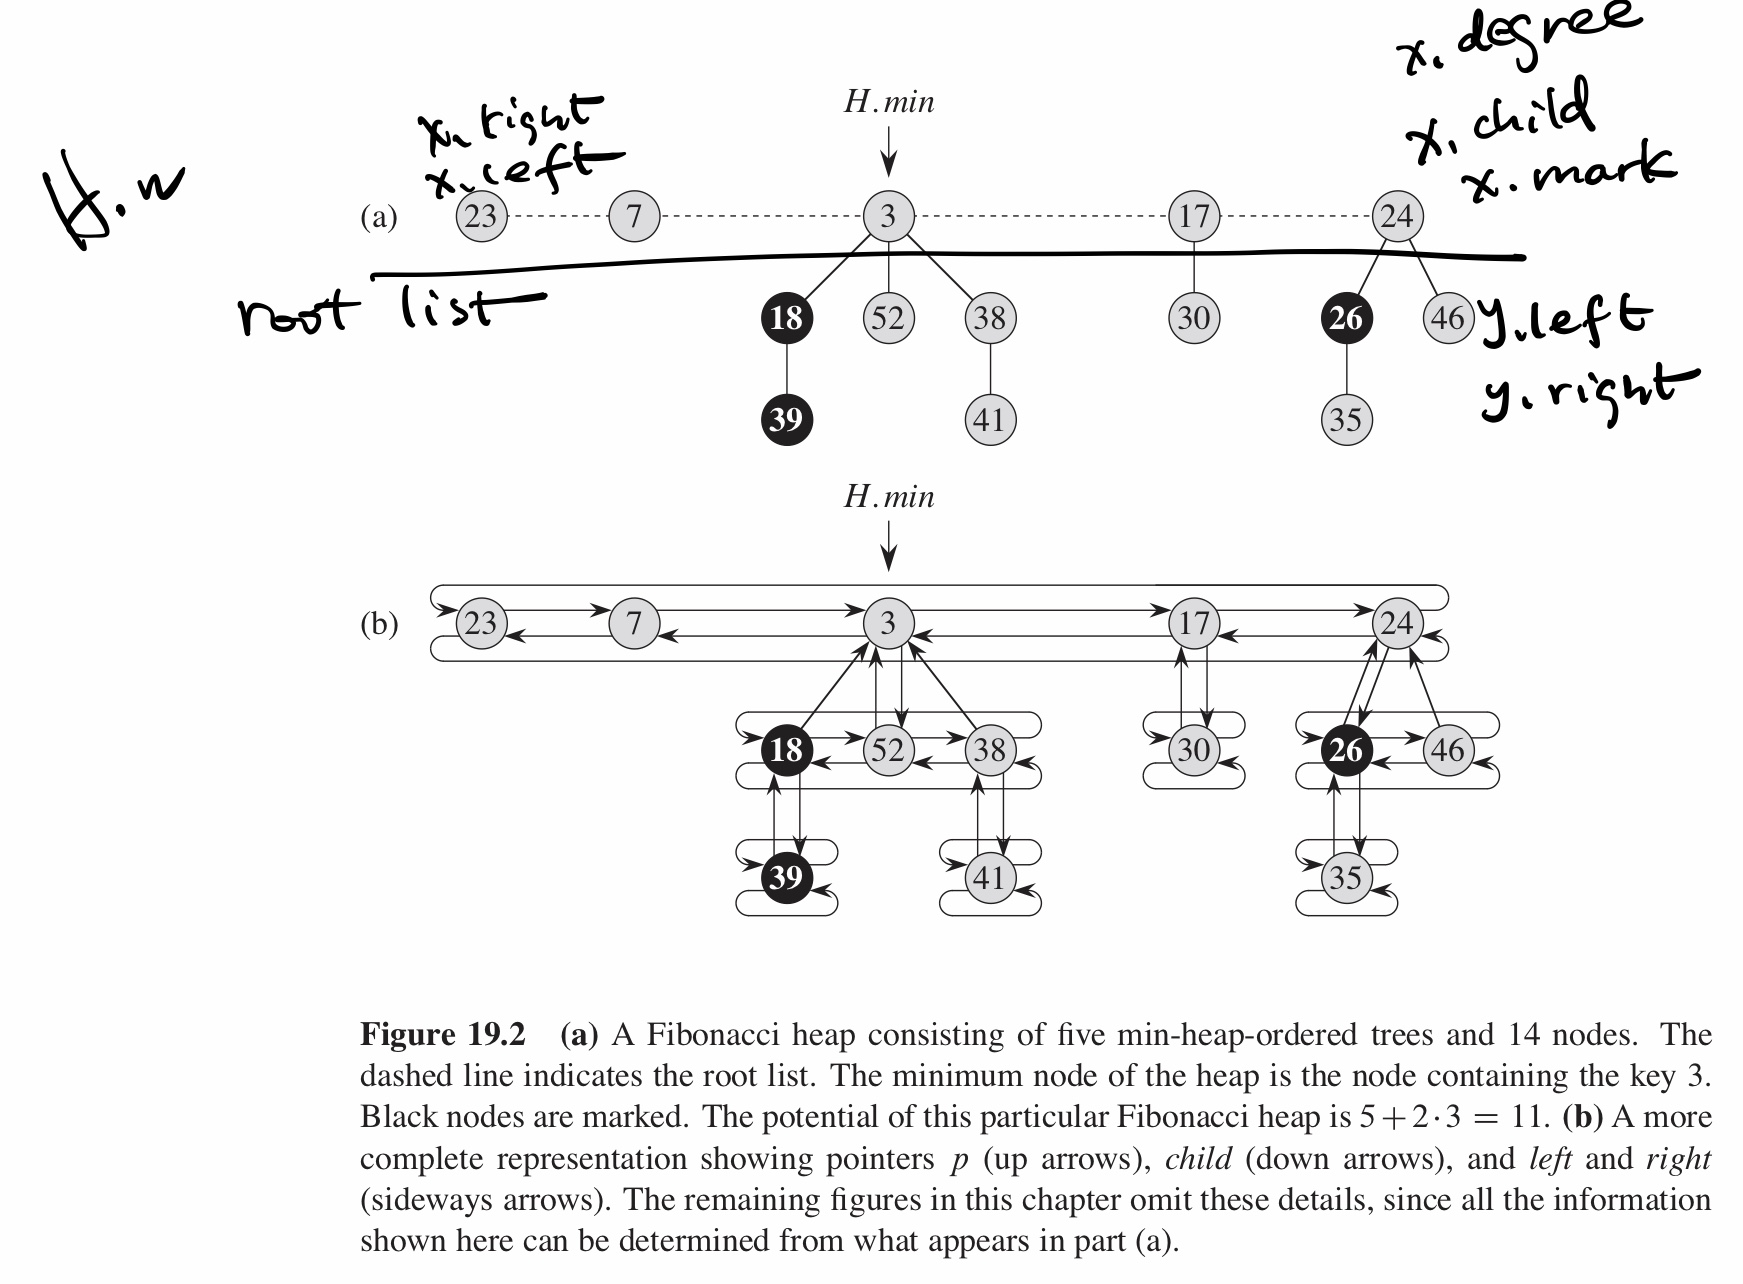 x. degree
H.min
x. right
x. child
x. left
x. mark
H. n
(a) 23 7 3 17 24
root list
18 52 38 30 26 46 y. left
y. right
39 41 35
H.min
(b) 23 7 3 17 24
18 52 38 30 26 46
39 41 35
Figure 19.2 (a) A Fibonacci heap consisting of five min-heap-ordered trees and 14 nodes. The
dashed line indicates the root list. The minimum node of the heap is the node containing the key 3.
Black nodes are marked. The potential of this particular Fibonacci heap is 5+2·3 = 11. (b) A more
complete representation showing pointers p (up arrows), child (down arrows), and left and right
(sideways arrows). The remaining figures in this chapter omit these details, since all the information
shown here can be determined from what appears in part (a).